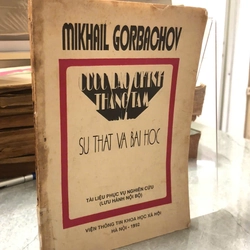 MIKHAIL GORBACHOV
CUỘC ĐẢO CHÍNH
THÁNG TÁM
SỰ THẬT VÀ BÀI HỌC
TÀI LIỆU PHỤC VỤ NGHIÊN CỨU
(LƯU HÀNH NỘI BỘ)
VIỆN THÔNG TIN KHOA HỌC XÃ HỘI
HÀ NỘI - 1992